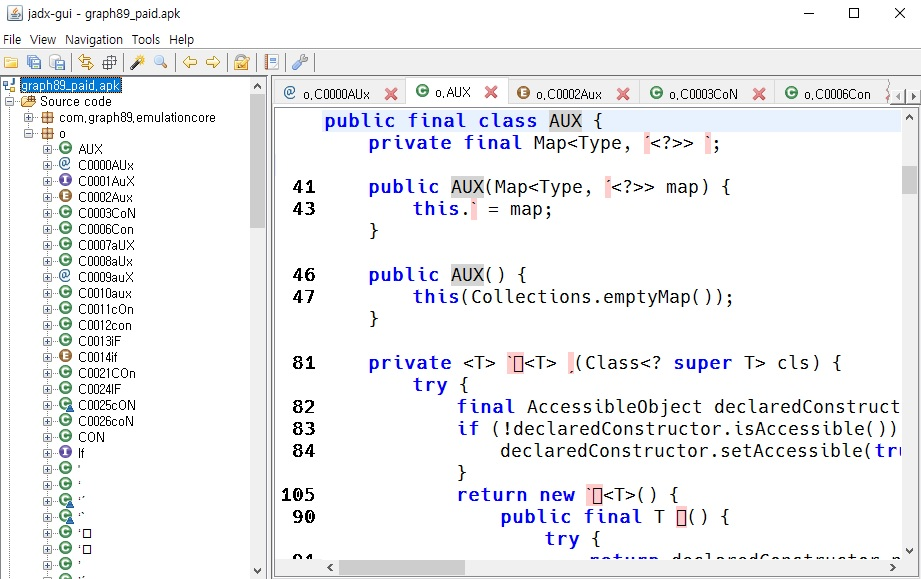 jadx-gui - graph89_paid.apk
File View Navigation Tools Help
graph89_paid.apk
Source code
com.graph89.emulationcore
o
AUX
C0000AUx
C0001AuX
C0002Aux
C0003CoN
C0006Con
C0007aUX
C0008aUx
C0009auX
C0010aux
C0011cOn
C0012con
C0013iF
C0014if
C0021COn
C0024IF
C0025cON
C0026coN
CON
If
o.C0000AUx
o.AUX
o.C0002Aux
o.C0003CoN
o.C0006Con
public final class AUX {
private final Map<Type, ´<?>> `;
41 public AUX(Map<Type, ´<?>> map) {
43 this.` = map;
}
46 public AUX() {
47 this(Collections.emptyMap());
}
81 private <T> `▯<T> ˏ(Class<? super T> cls) {
try {
82 final AccessibleObject declaredConstruct
83 if (!declaredConstructor.isAccessible())
84 declaredConstructor.setAccessible(tru
}
105 return new `▯<T>() {
90 public final T ▯() {
try {